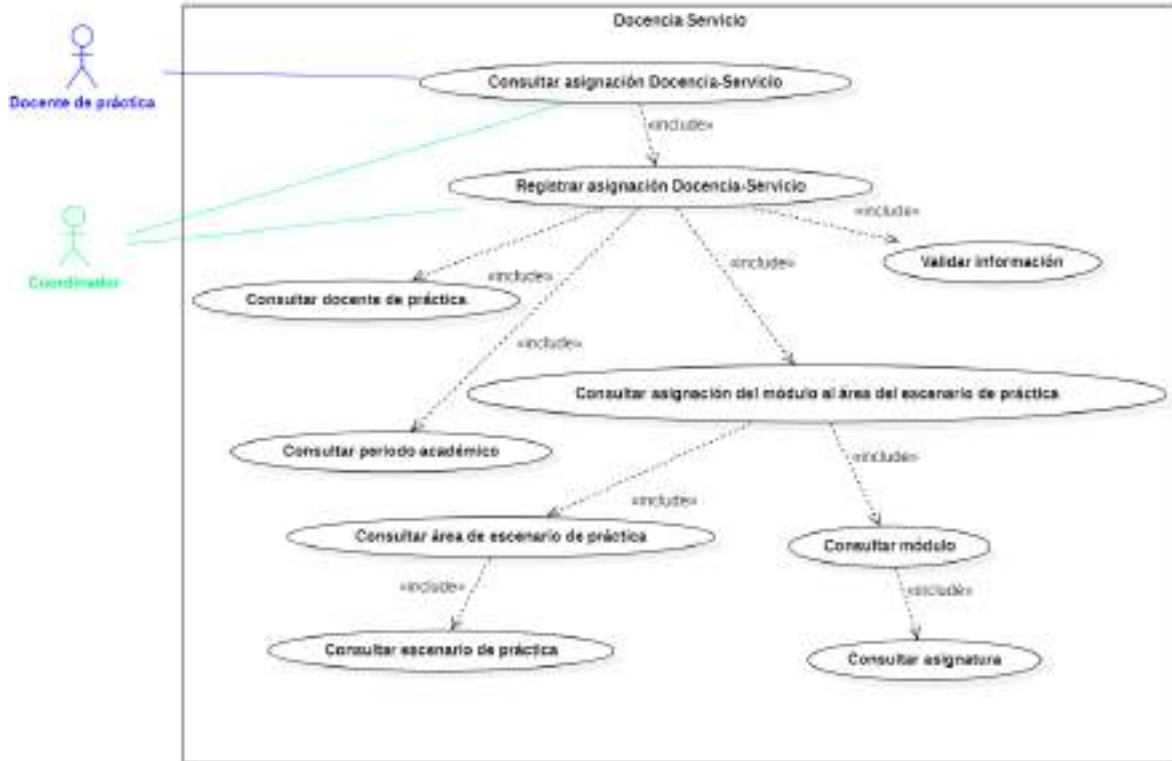 Docencia Servicio
Docente de práctica
Consultar asignación Docencia-Servicio
«include»
Registrar asignación Docencia-Servicio
«include»
Coordinador
Validar información
«include»
«include»
Consultar docente de práctica
«include»
Consultar asignación del módulo al área del escenario de práctica
Consultar periodo académico
«include»
«include»
Consultar área de escenario de práctica
Consultar módulo
«include»
«include»
Consultar escenario de práctica
Consultar asignatura